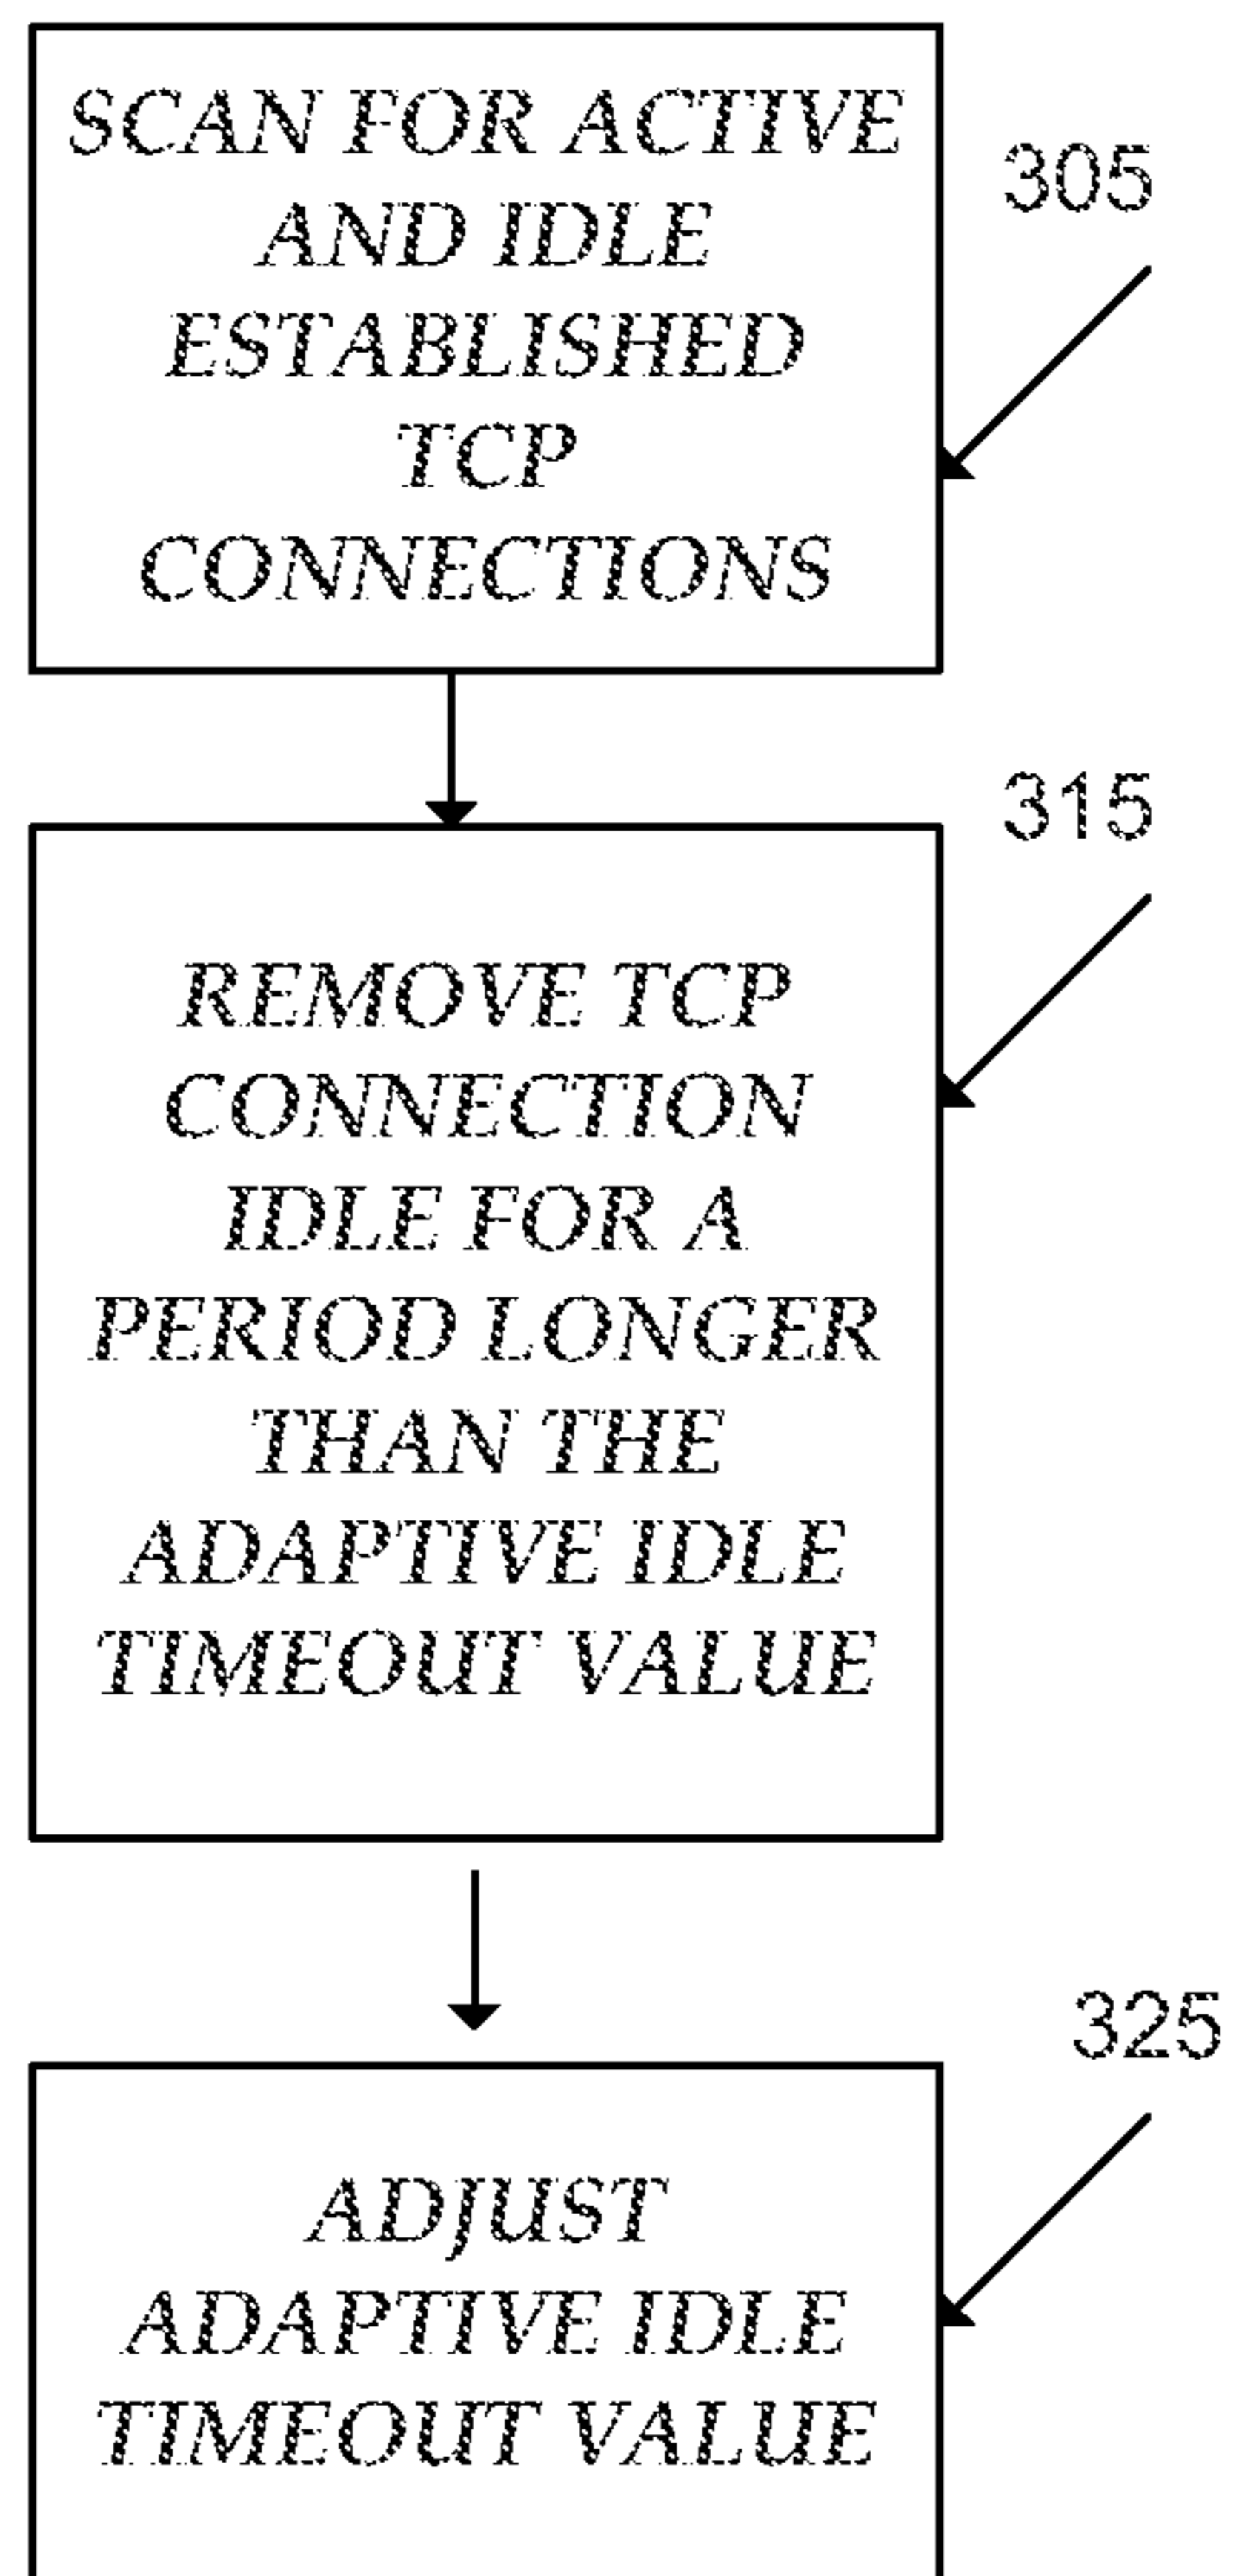 SCAN FOR ACTIVE
AND IDLE
ESTABLISHED
TCP
CONNECTIONS
305
REMOVE TCP
CONNECTION
IDLE FOR A
PERIOD LONGER
THAN THE
ADAPTIVE IDLE
TIMEOUT VALUE
315
ADJUST
ADAPTIVE IDLE
TIMEOUT VALUE
325